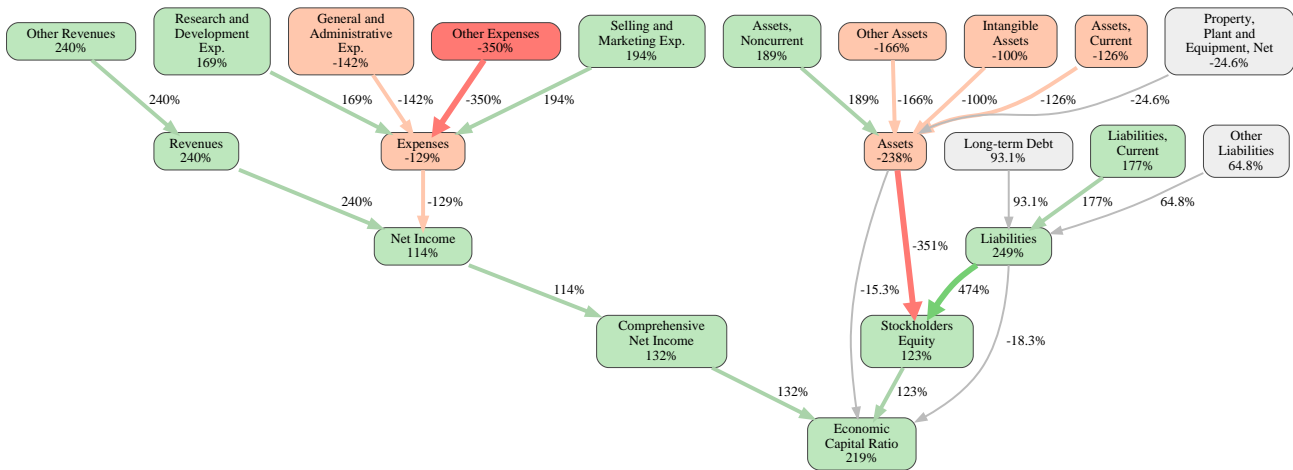 Other Revenues
240%
Research and
Development
Exp.
169%
General and
Administrative
Exp.
-142%
Other Expenses
-350%
Selling and
Marketing Exp.
194%
Assets,
Noncurrent
189%
Other Assets
-166%
Intangible
Assets
-100%
Assets,
Current
-126%
Property,
Plant and
Equipment, Net
-24.6%
240%
169%
-142%
-350%
194%
189%
-166%
-100%
-126%
-24.6%
Revenues
240%
Expenses
-129%
Assets
-238%
Long-term Debt
93.1%
Liabilities,
Current
177%
Other
Liabilities
64.8%
240%
-129%
93.1%
177%
64.8%
Net Income
114%
-351%
Liabilities
249%
114%
-15.3%
474%
Comprehensive
Net Income
132%
Stockholders
Equity
123%
-18.3%
132%
123%
Economic
Capital Ratio
219%